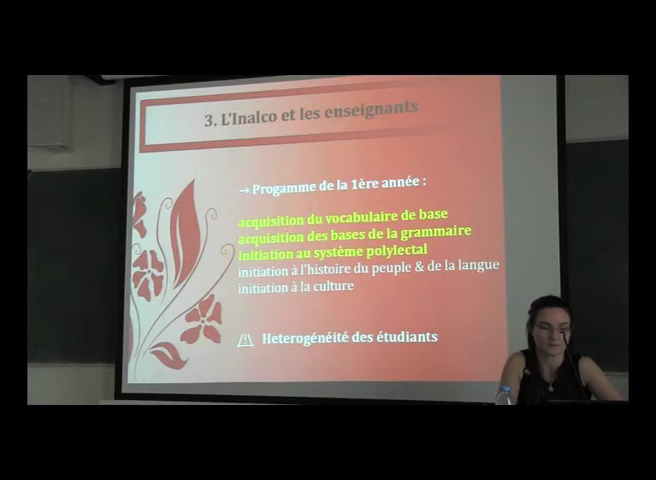 3. L'Inalco et les enseignants
→ Progamme de la 1ère année :
acquisition du vocabulaire de base
acquisition des bases de la grammaire
initiation au système polylectal
initiation à l'histoire du peuple & de la langue
initiation à la culture
Heterogénéité des étudiants